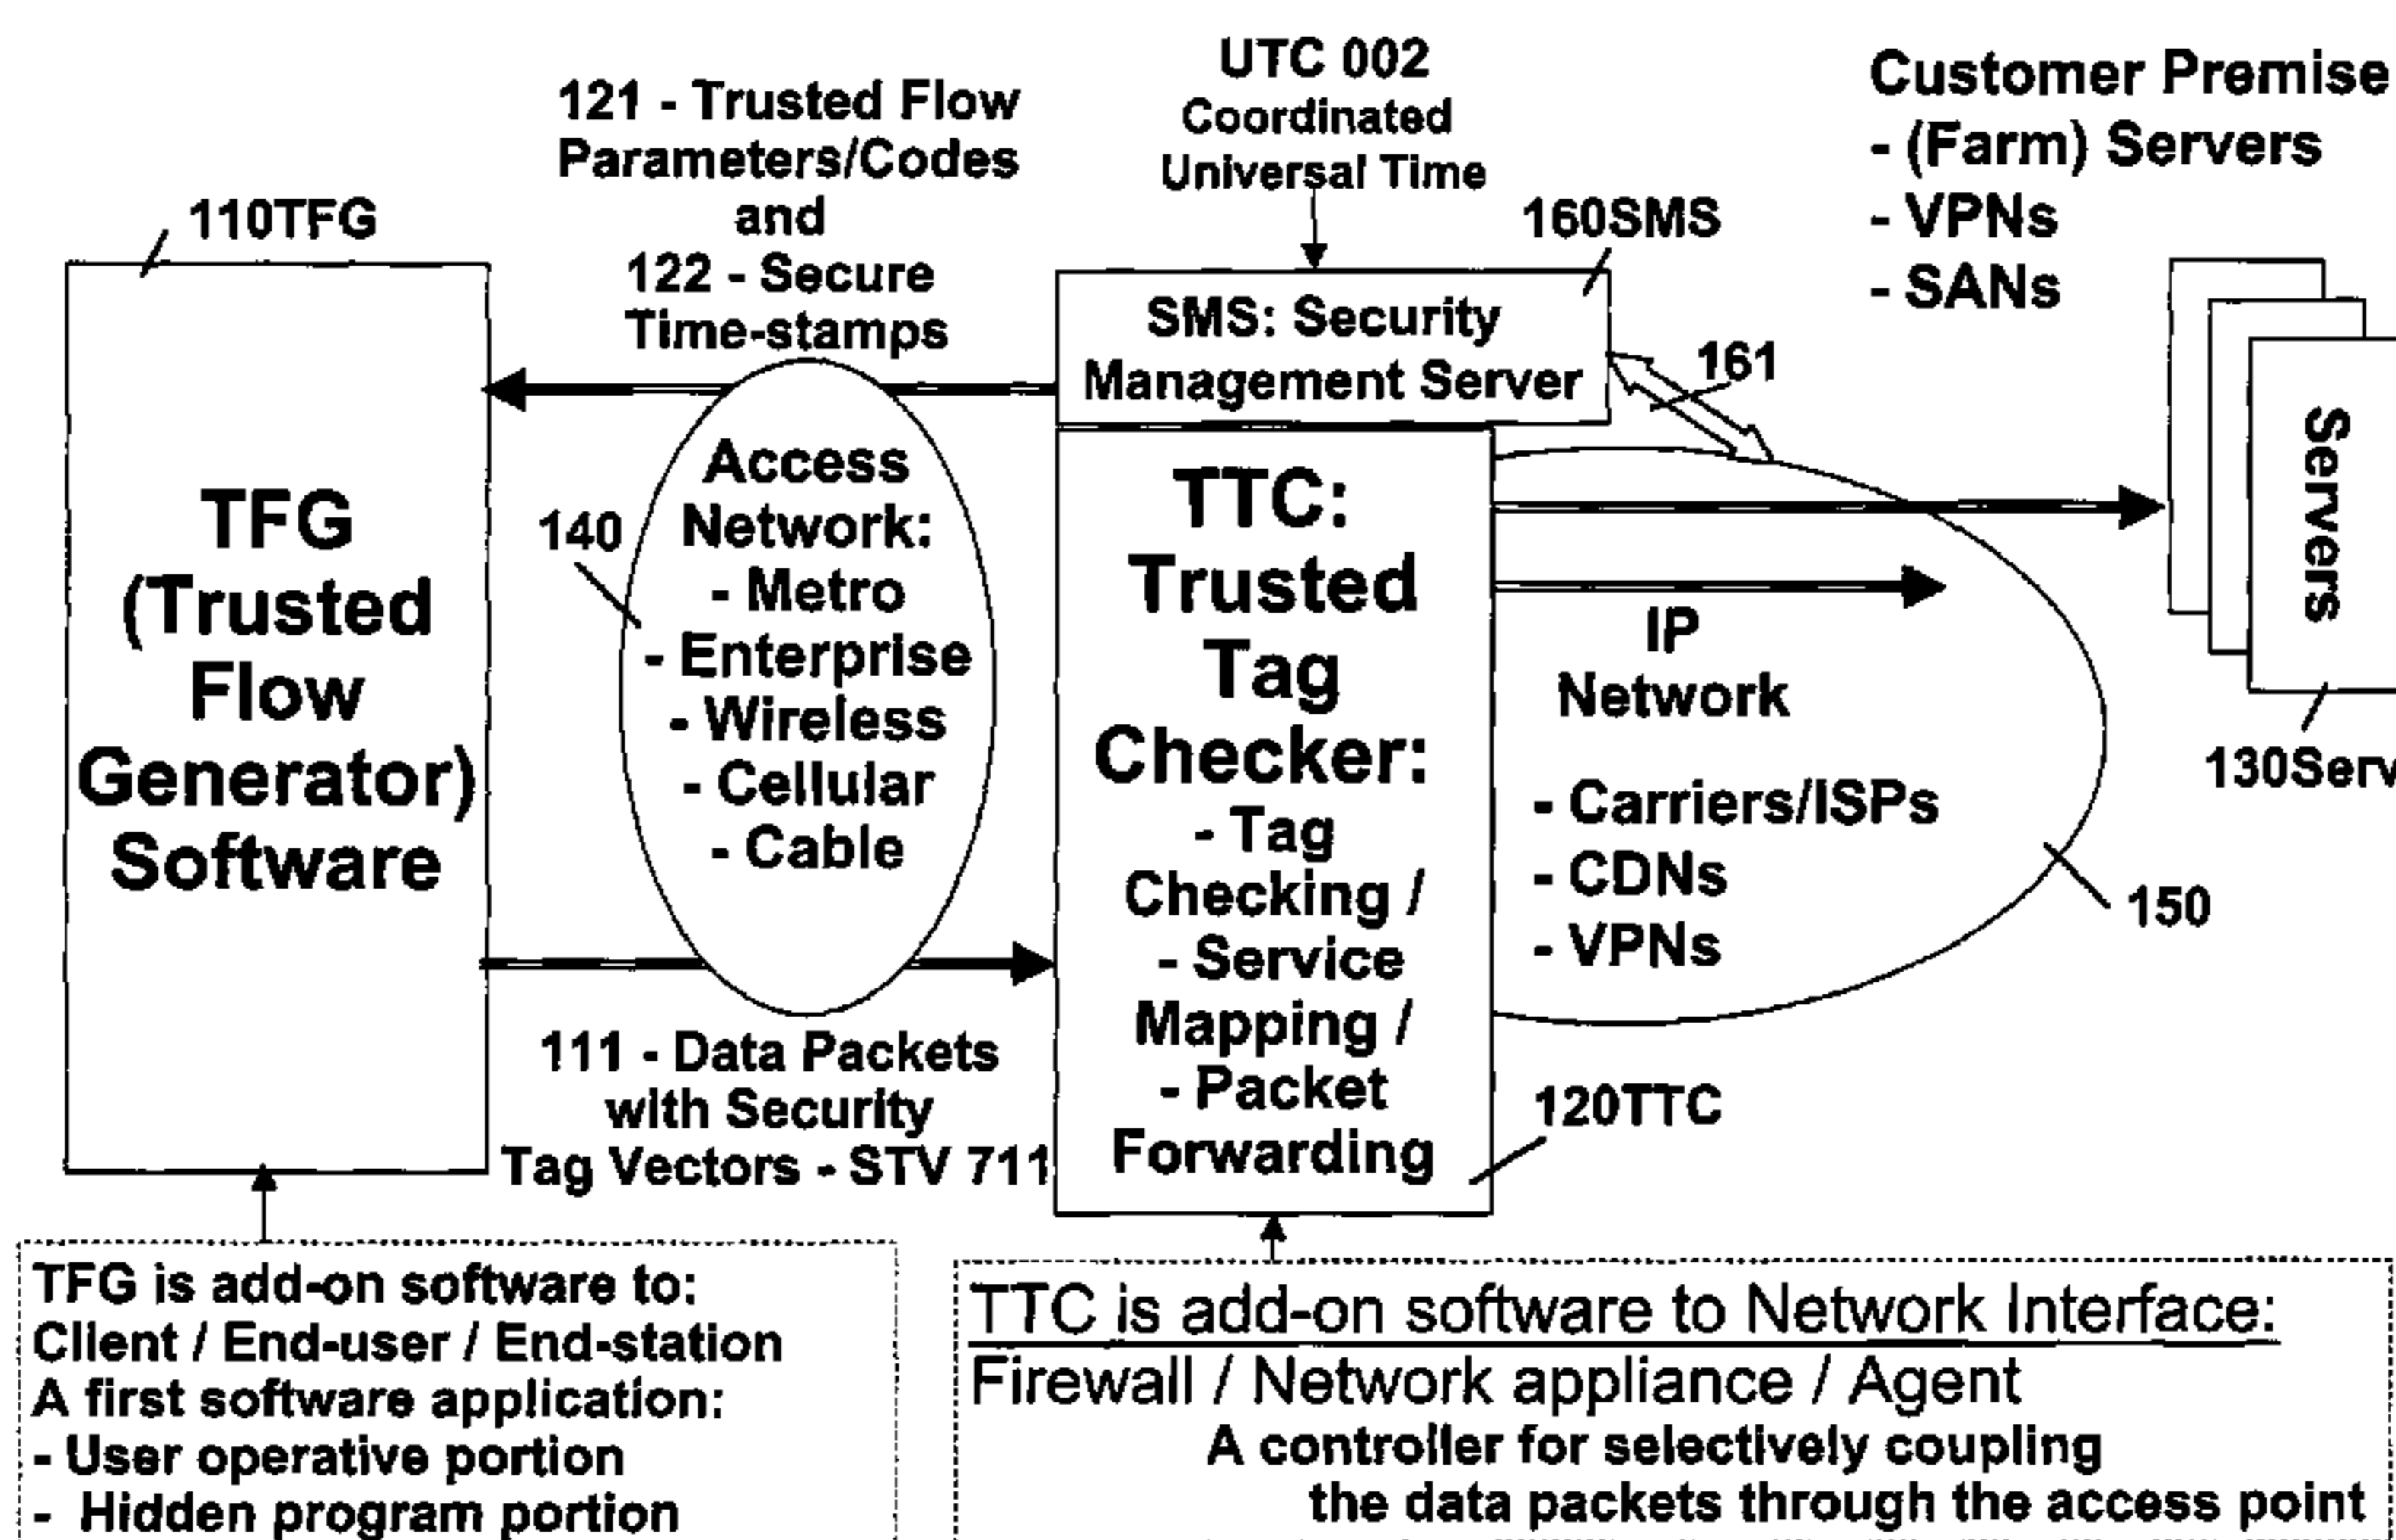 UTC 002
Coordinated
Universal Time
Customer Premise
- (Farm) Servers
- VPNs
- SANs
121 - Trusted Flow
Parameters/Codes
and
122 - Secure
Time-stamps
110TFG
160SMS
SMS: Security
Management Server
161
TFG
(Trusted
Flow
Generator)
Software
140
Access
Network:
- Metro
- Enterprise
- Wireless
- Cellular
- Cable
TTC:
Trusted
Tag
Checker:
- Tag
Checking /
- Service
Mapping /
- Packet
Forwarding
IP
Network
- Carriers/ISPs
- CDNs
- VPNs
Servers
130Serv
150
120TTC
111 - Data Packets
with Security
Tag Vectors - STV 711
TFG is add-on software to:
Client / End-user / End-station
A first software application:
- User operative portion
- Hidden program portion
TTC is add-on software to Network Interface:
Firewall / Network appliance / Agent
A controller for selectively coupling
the data packets through the access point